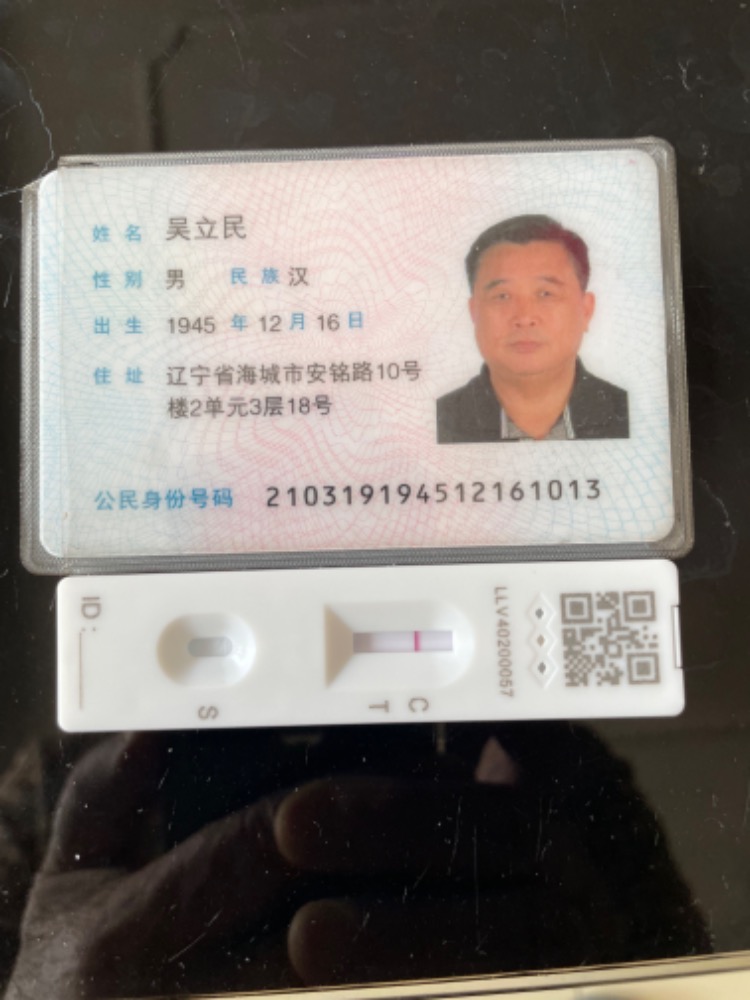 姓名 吴立民
性别 男 民族 汉
出生 1945 年 12 月 16 日
住址 辽宁省海城市安铭路10号
楼2单元3层18号
公民身份号码 210319194512161013
ID:
S
C
T
LLV40200057